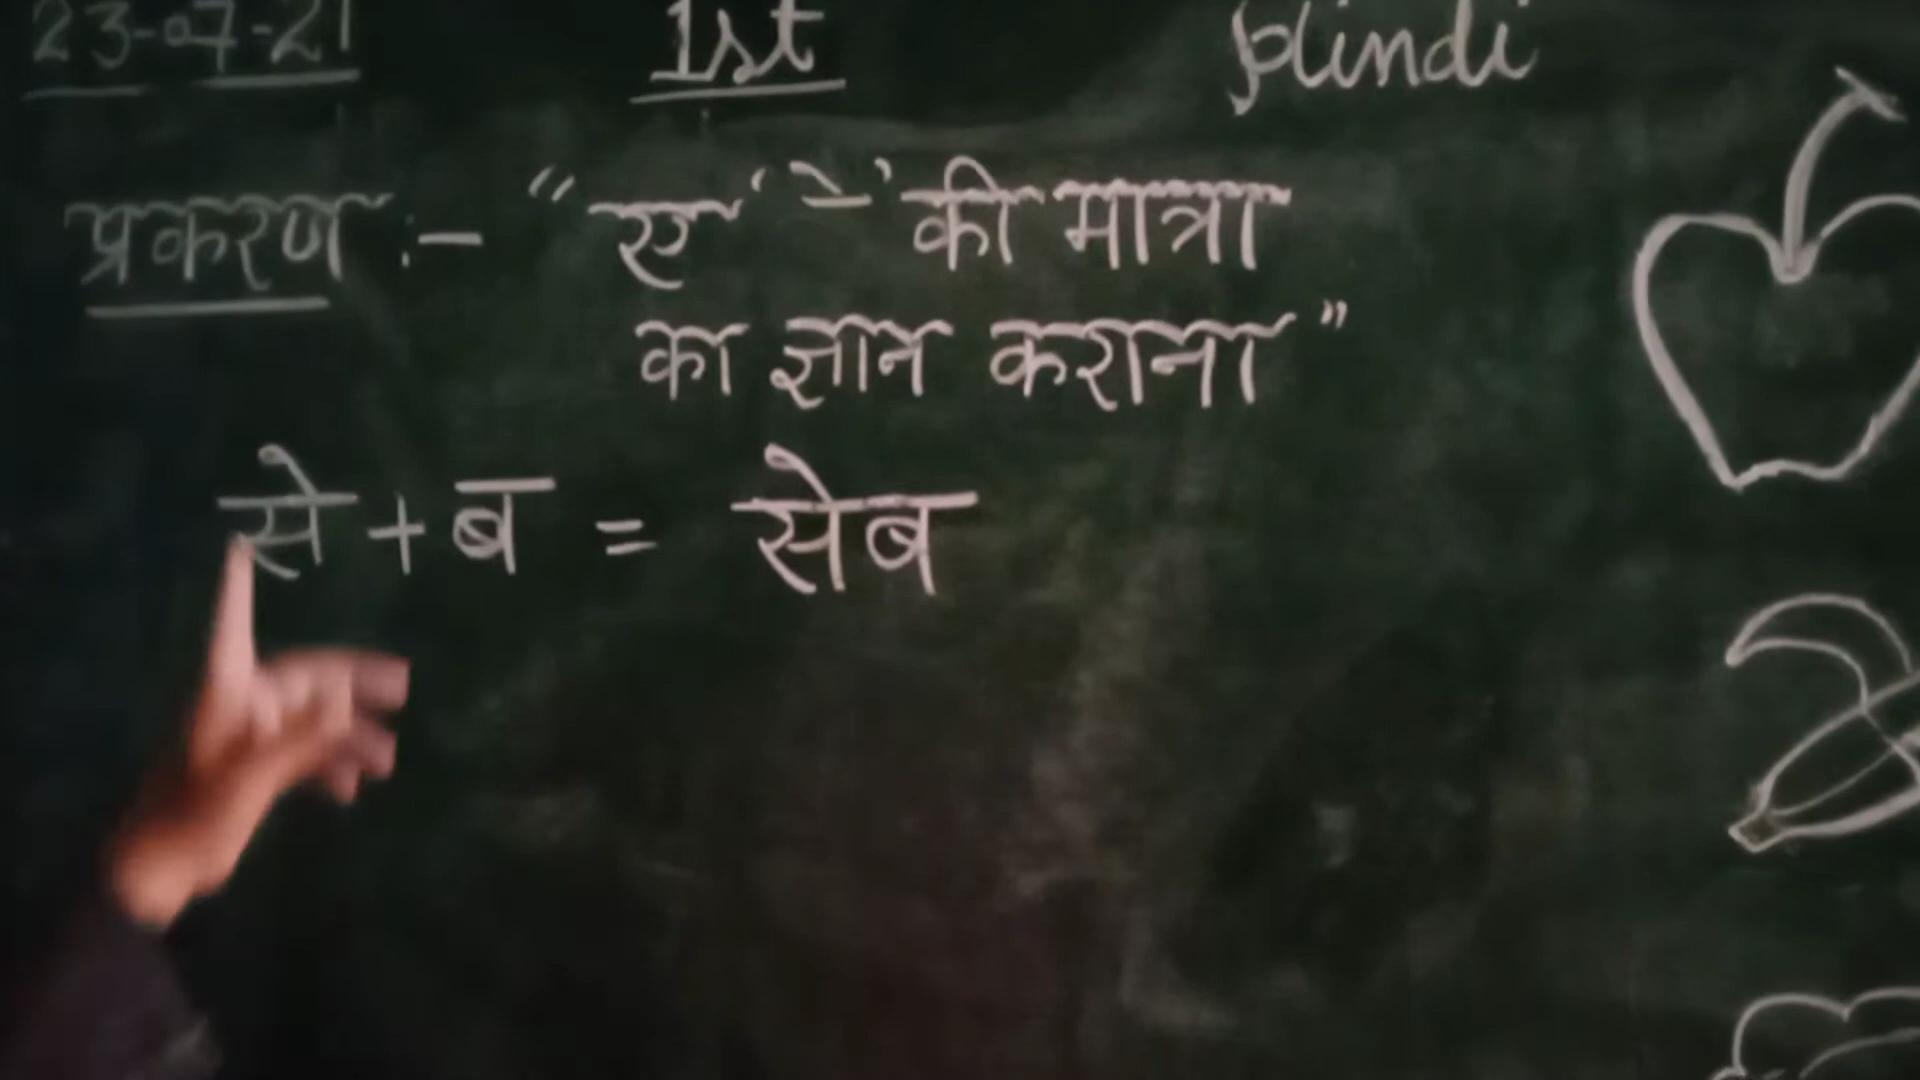 23-07-21 1st Hindi
प्रकरण :- “ए ‘ े’ की मात्रा
का ज्ञान कराना”
से + ब = सेब